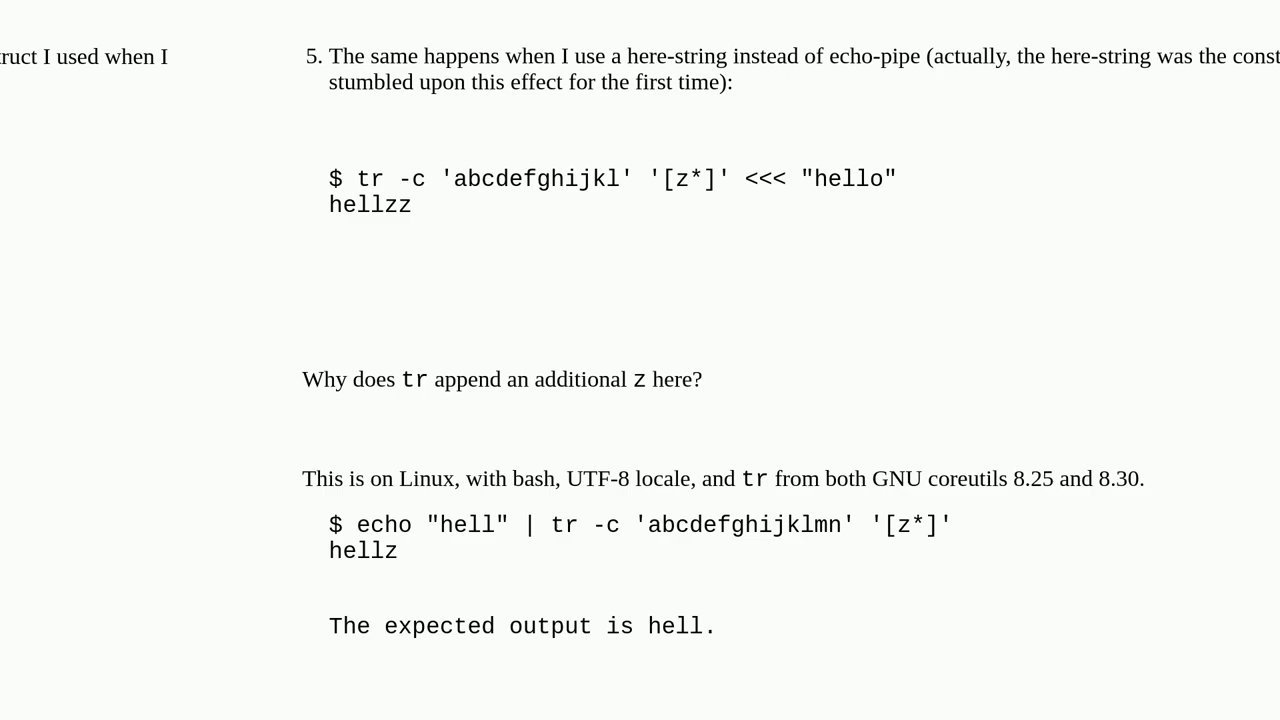 truct I used when I
5. The same happens when I use a here-string instead of echo-pipe (actually, the here-string was the const
stumbled upon this effect for the first time):
$ tr -c 'abcdefghijkl' '[z*]' <<< "hello"
hellzz
Why does tr append an additional z here?
This is on Linux, with bash, UTF-8 locale, and tr from both GNU coreutils 8.25 and 8.30.
$ echo "hell" | tr -c 'abcdefghijklmn' '[z*]'
hellz
The expected output is hell.